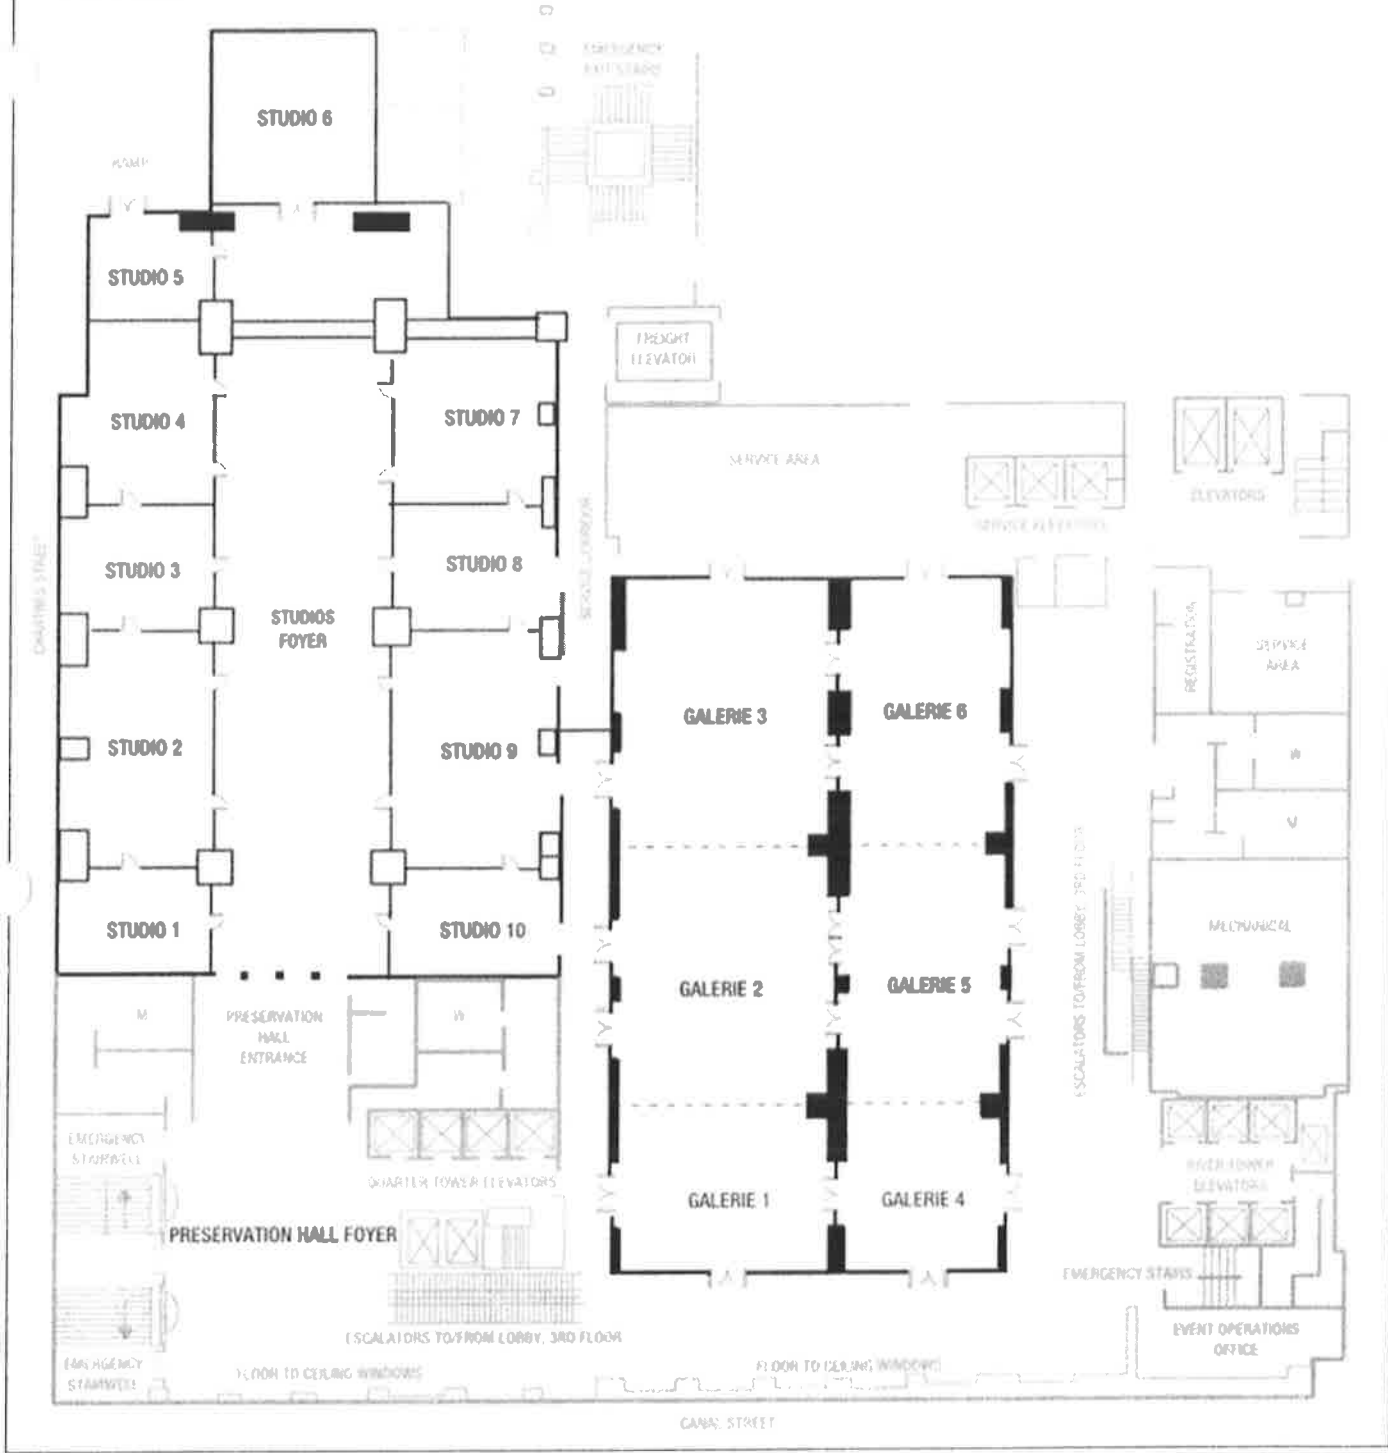 EMERGENCY
EXIT STAIRS
STUDIO 6
RAMP
STUDIO 5
FREIGHT
ELEVATOR
STUDIO 4
STUDIO 7
SERVICE AREA
SERVICE ELEVATORS
ELEVATORS
CHARTRES STREET
STUDIO 3
STUDIO 8
SERVICE CORRIDOR
STUDIOS
FOYER
REGISTRATION
SERVICE
AREA
GALERIE 3
GALERIE 6
STUDIO 2
STUDIO 9
W
M
STUDIO 1
STUDIO 10
GALERIE 2
GALERIE 5
ESCALATORS TO/FROM LOBBY, 3RD FLOOR
MECHANICAL
M
PRESERVATION
HALL
ENTRANCE
W
EMERGENCY
STAIRWELL
QUARTER TOWER ELEVATORS
RIVER TOWER
ELEVATORS
GALERIE 1
GALERIE 4
PRESERVATION HALL FOYER
EMERGENCY STAIRS
ESCALATORS TO/FROM LOBBY, 3RD FLOOR
EVENT OPERATIONS
OFFICE
EMERGENCY
STAIRWELL
FLOOR TO CEILING WINDOWS
FLOOR TO CEILING WINDOWS
CANAL STREET